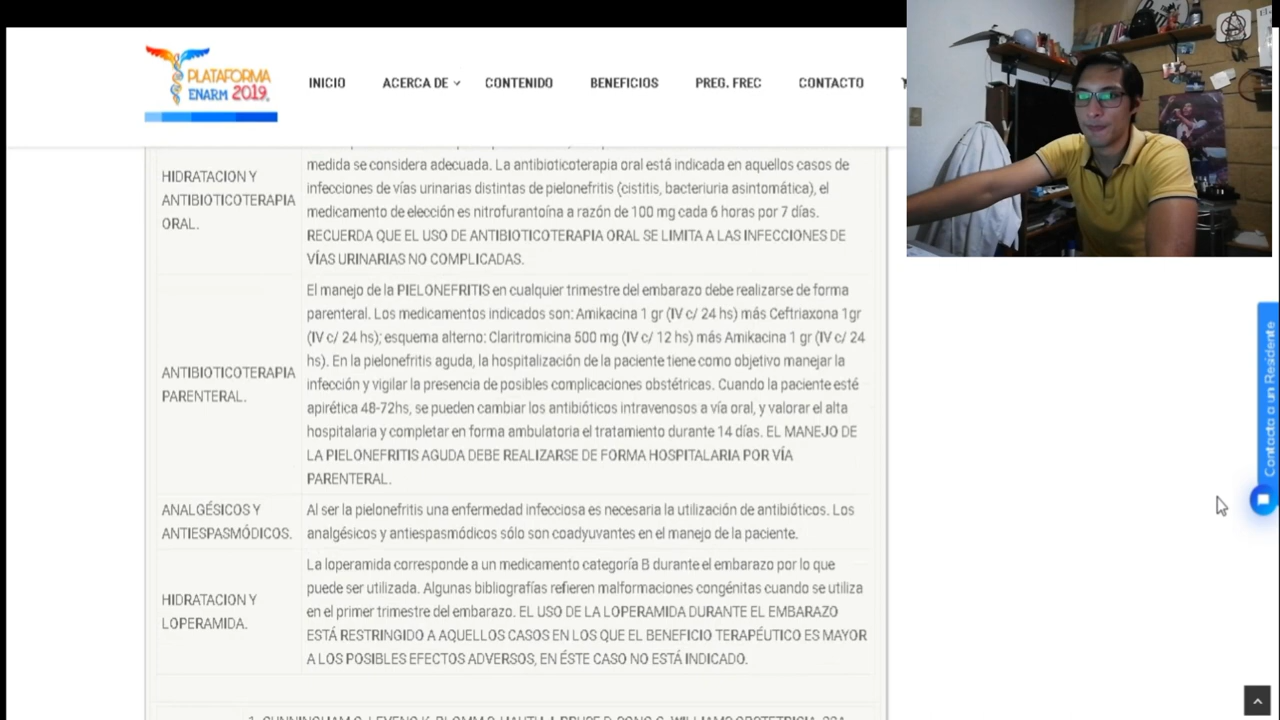 PLATAFORMA
ENARM 2019
INICIO ACERCA DE CONTENIDO BENEFICIOS PREG. FREC CONTACTO
HIDRATACION Y
ANTIBIOTICOTERAPIA
ORAL.
medida se considera adecuada. La antibioticoterapia oral está indicada en aquellos casos de
infecciones de vías urinarias distintas de pielonefritis (cistitis, bacteriuria asintomática), el
medicamento de elección es nitrofurantoína a razón de 100 mg cada 6 horas por 7 días.
RECUERDA QUE EL USO DE ANTIBIOTICOTERAPIA ORAL SE LIMITA A LAS INFECCIONES DE
VÍAS URINARIAS NO COMPLICADAS.
ANTIBIOTICOTERAPIA
PARENTERAL.
El manejo de la PIELONEFRITIS en cualquier trimestre del embarazo debe realizarse de forma
parenteral. Los medicamentos indicados son: Amikacina 1 gr (IV c/ 24 hs) más Ceftriaxona 1gr
(IV c/ 24 hs); esquema alterno: Claritromicina 500 mg (IV c/ 12 hs) más Amikacina 1 gr (IV c/ 24
hs). En la pielonefritis aguda, la hospitalización de la paciente tiene como objetivo manejar la
infección y vigilar la presencia de posibles complicaciones obstétricas. Cuando la paciente esté
apirética 48-72hs, se pueden cambiar los antibióticos intravenosos a vía oral, y valorar el alta
hospitalaria y completar en forma ambulatoria el tratamiento durante 14 días. EL MANEJO DE
LA PIELONEFRITIS AGUDA DEBE REALIZARSE DE FORMA HOSPITALARIA POR VÍA
PARENTERAL.
ANALGÉSICOS Y
ANTIESPASMÓDICOS.
Al ser la pielonefritis una enfermedad infecciosa es necesaria la utilización de antibióticos. Los
analgésicos y antiespasmódicos sólo son coadyuvantes en el manejo de la paciente.
HIDRATACION Y
LOPERAMIDA.
La loperamida corresponde a un medicamento categoría B durante el embarazo por lo que
puede ser utilizada. Algunas bibliografías refieren malformaciones congénitas cuando se utiliza
en el primer trimestre del embarazo. EL USO DE LA LOPERAMIDA DURANTE EL EMBARAZO
ESTÁ RESTRINGIDO A AQUELLOS CASOS EN LOS QUE EL BENEFICIO TERAPÉUTICO ES MAYOR
A LOS POSIBLES EFECTOS ADVERSOS, EN ÉSTE CASO NO ESTÁ INDICADO.
Contacta a un Residente